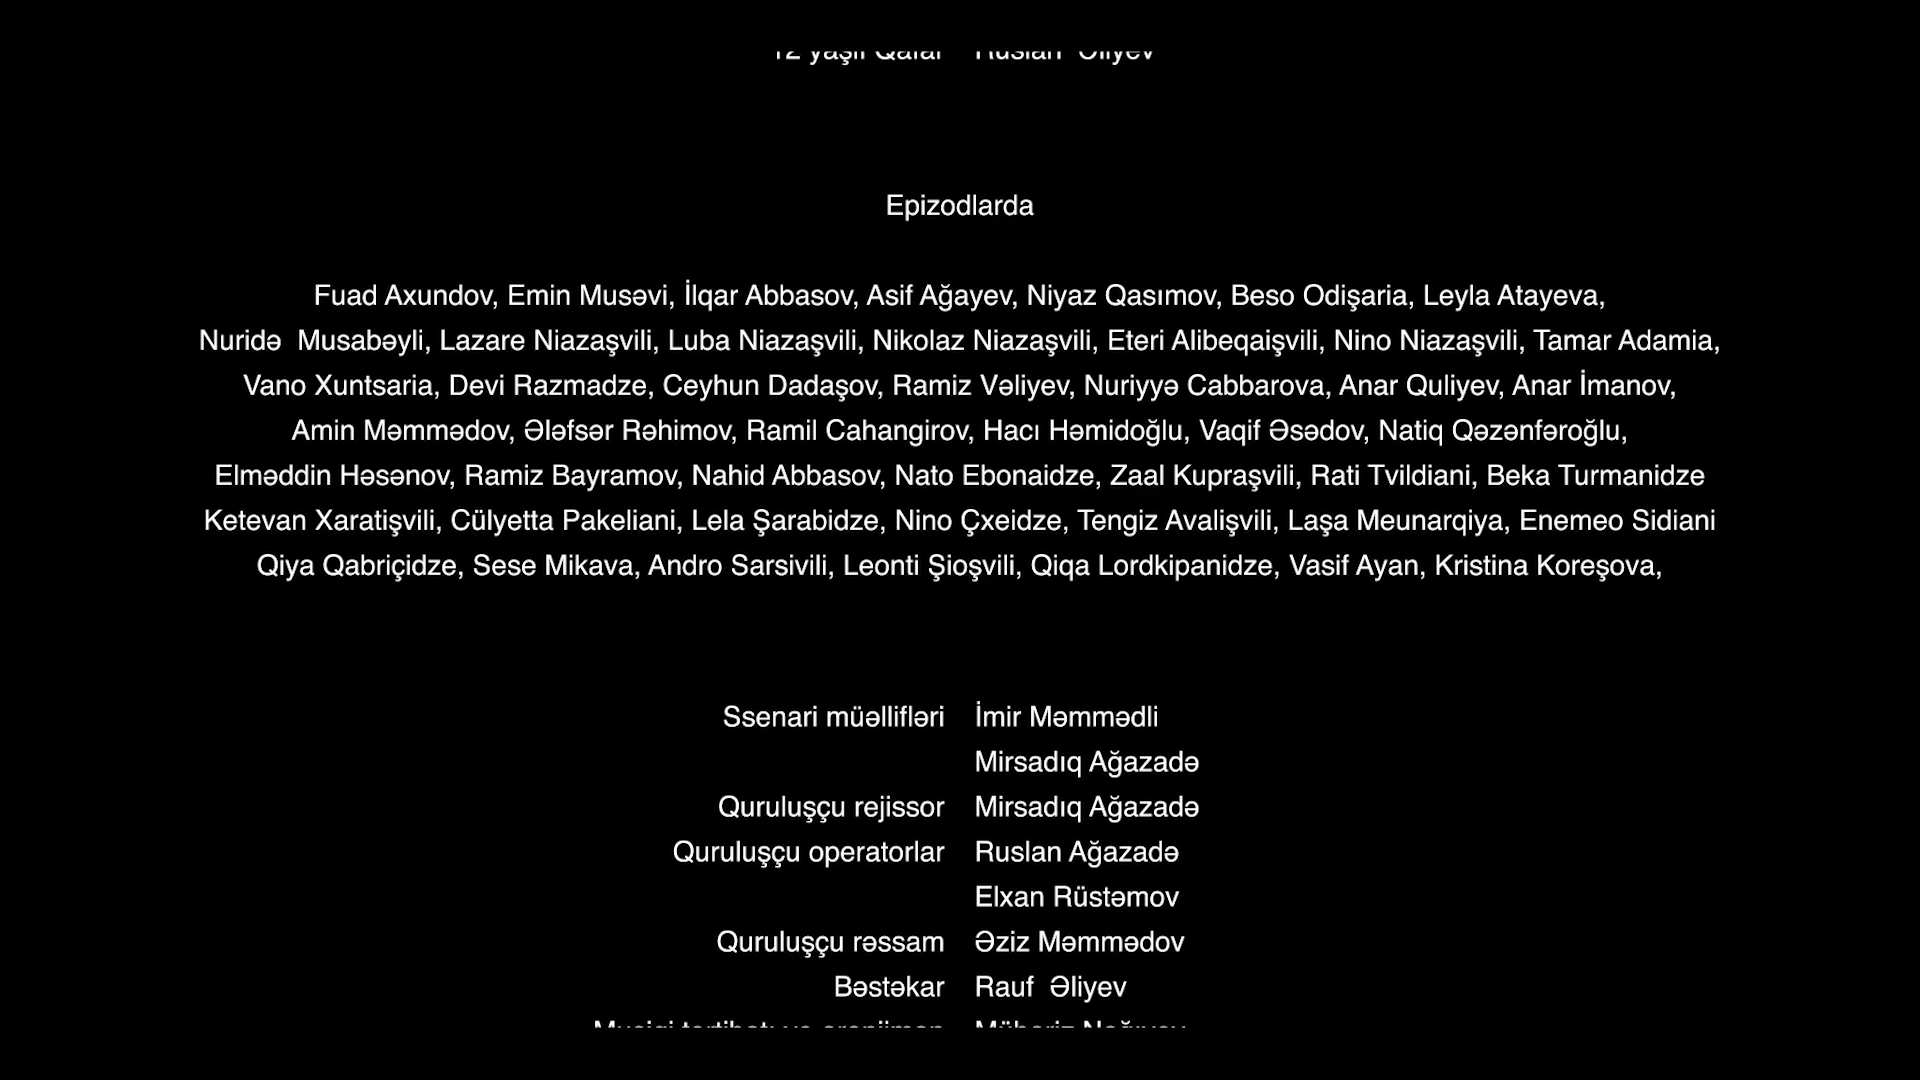 12 yaşlı Qafar Ruslan Əliyev
Epizodlarda
Fuad Axundov, Emin Musəvi, İlqar Abbasov, Asif Ağayev, Niyaz Qasımov, Beso Odişaria, Leyla Atayeva,
Nuridə Musabəyli, Lazare Niazaşvili, Luba Niazaşvili, Nikolaz Niazaşvili, Eteri Alibeqaişvili, Nino Niazaşvili, Tamar Adamia,
Vano Xuntsaria, Devi Razmadze, Ceyhun Dadaşov, Ramiz Vəliyev, Nuriyyə Cabbarova, Anar Quliyev, Anar İmanov,
Amin Məmmədov, Ələfsər Rəhimov, Ramil Cahangirov, Hacı Həmidoğlu, Vaqif Əsədov, Natiq Qəzənfəroğlu,
Elməddin Həsənov, Ramiz Bayramov, Nahid Abbasov, Nato Ebonaidze, Zaal Kupraşvili, Rati Tvildiani, Beka Turmanidze
Ketevan Xaratişvili, Cülyetta Pakeliani, Lela Şarabidze, Nino Çxeidze, Tengiz Avalişvili, Laşa Meunarqiya, Enemeo Sidiani
Qiya Qabriçidze, Sese Mikava, Andro Sarsivili, Leonti Şioşvili, Qiqa Lordkipanidze, Vasif Ayan, Kristina Koreşova,
Ssenari müəllifləri İmir Məmmədli
Mirsadıq Ağazadə
Quruluşçu rejissor Mirsadıq Ağazadə
Quruluşçu operatorlar Ruslan Ağazadə
Elxan Rüstəmov
Quruluşçu rəssam Əziz Məmmədov
Bəstəkar Rauf Əliyev